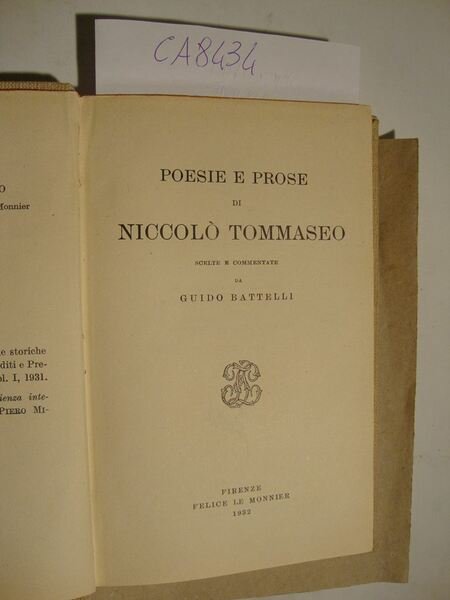 CA8434
O
Monnier
e storiche
diti e Pre-
ol. I, 1931.
ienza inte-
PIERO MI-
POESIE E PROSE
DI
NICCOLÒ TOMMASEO
SCELTE E COMMENTATE
DA
GUIDO BATTELLI
FIRENZE
FELICE LE MONNIER
1932